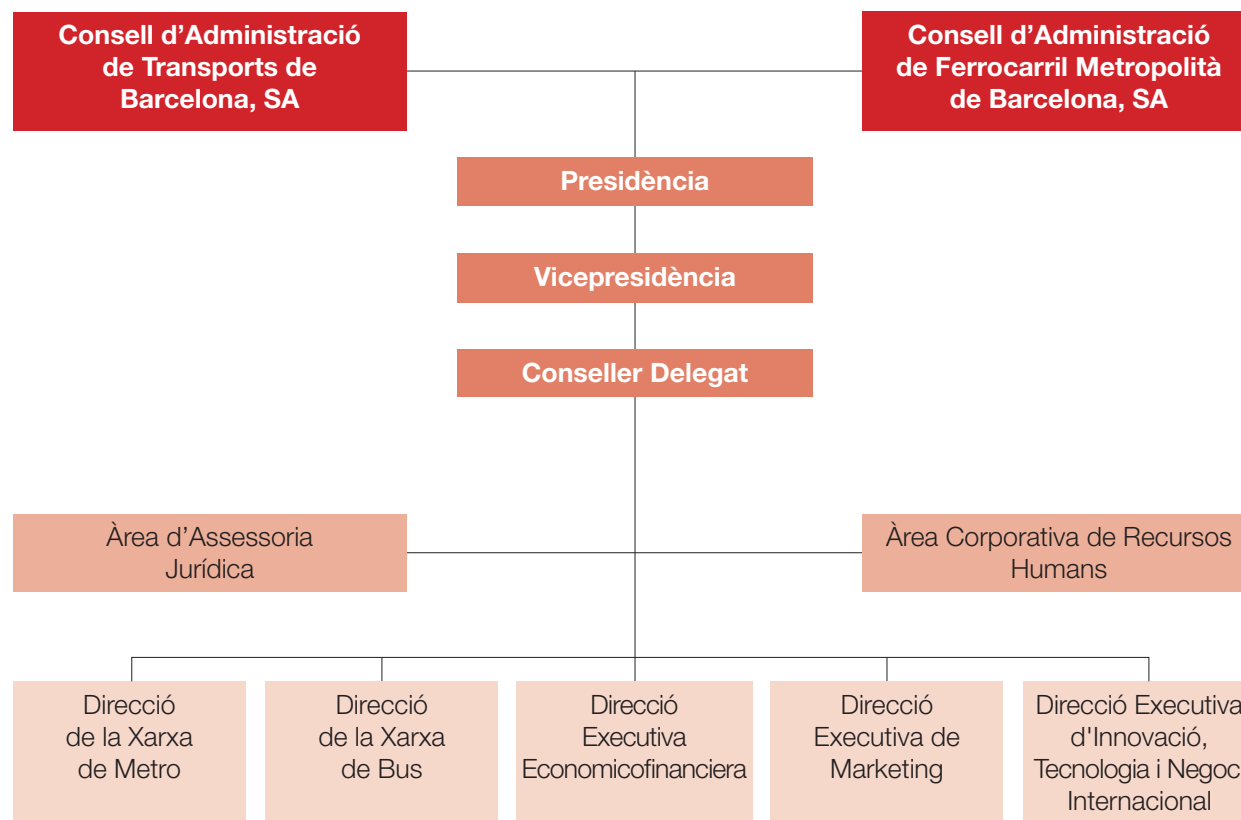 Consell d’Administració
de Transports de
Barcelona, SA
Consell d’Administració
de Ferrocarril Metropolità
de Barcelona, SA
Presidència
Vicepresidència
Conseller Delegat
Àrea d’Assessoria
Jurídica
Àrea Corporativa de Recursos
Humans
Direcció
de la Xarxa
de Metro
Direcció
de la Xarxa
de Bus
Direcció
Executiva
Economicofinanciera
Direcció
Executiva de
Marketing
Direcció Executiva
d'Innovació,
Tecnologia i Negoci
Internacional